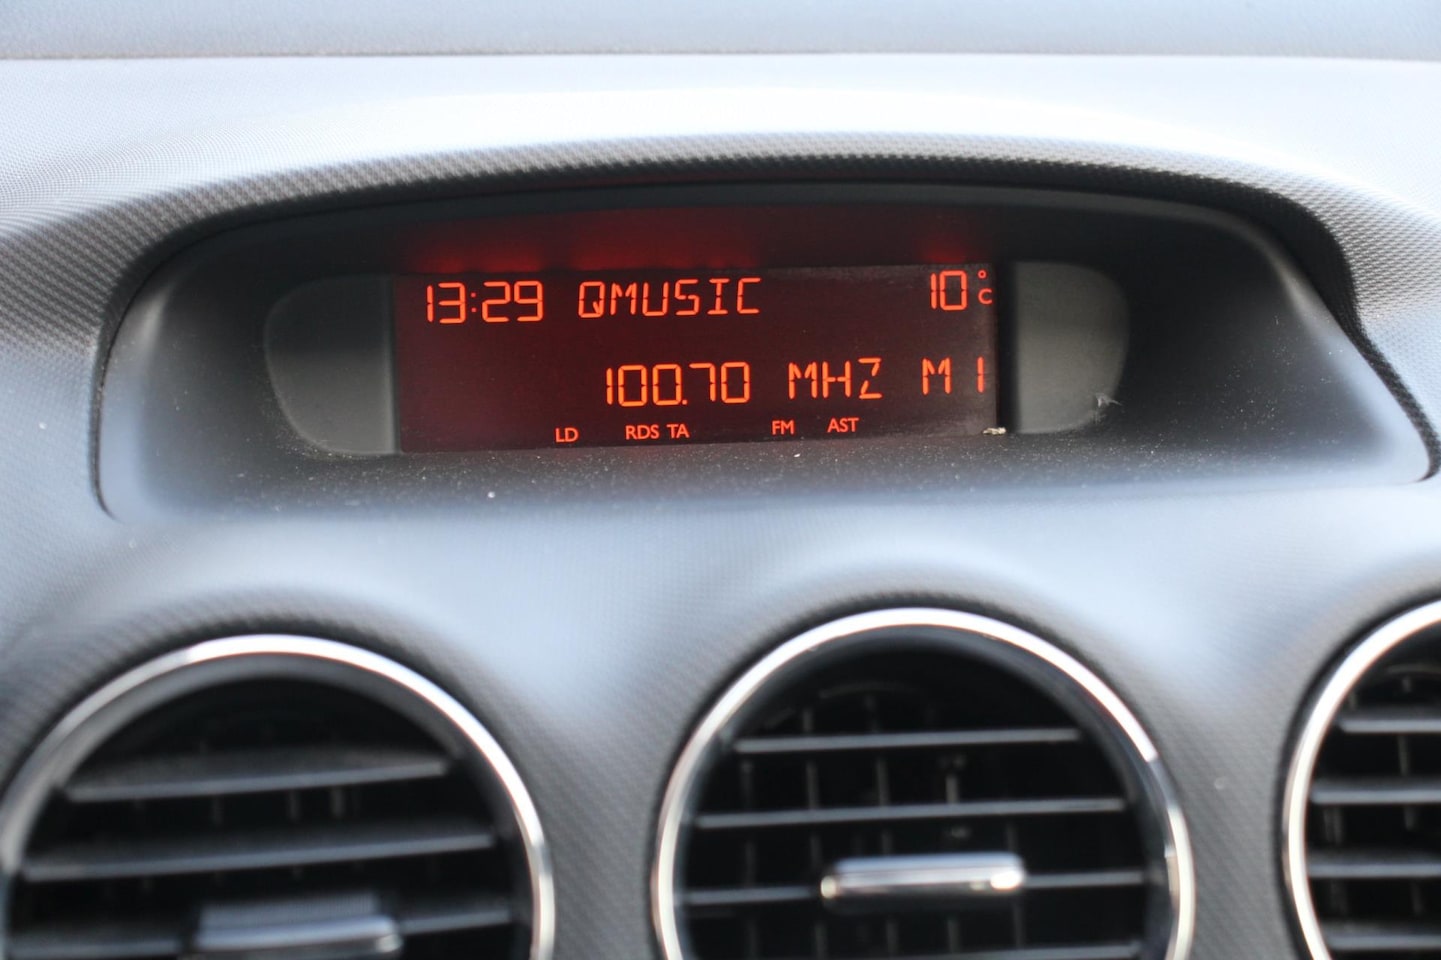 13:29 QMUSIC 10°C
100.70 MHZ M1
LD RDS TA FM AST